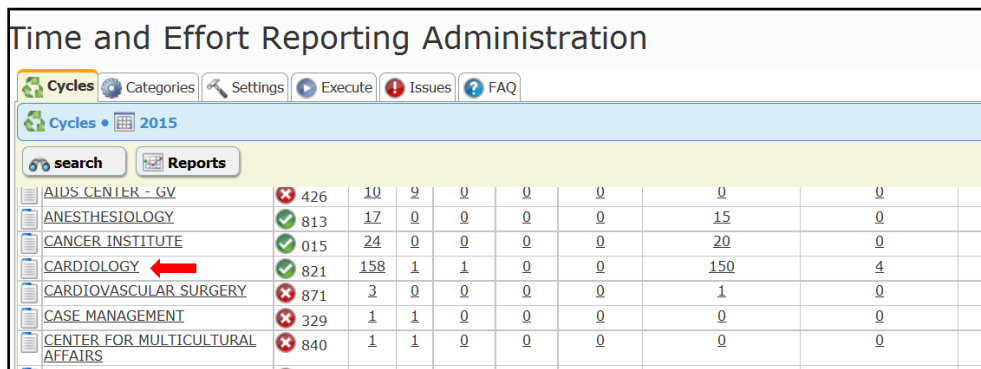 Time and Effort Reporting Administration
Cycles Categories Settings Execute Issues FAQ
Cycles • 2015
search Reports
AIDS CENTER - GV 426 10 9 0 0 0 0 0
ANESTHESIOLOGY 813 17 0 0 0 0 15 0
CANCER INSTITUTE 015 24 0 0 0 0 20 0
CARDIOLOGY 821 158 1 1 0 0 150 4
CARDIOVASCULAR SURGERY 871 3 0 0 0 0 1 0
CASE MANAGEMENT 329 1 1 0 0 0 0 0
CENTER FOR MULTICULTURAL 840 1 1 0 0 0 0 0
AFFAIRS